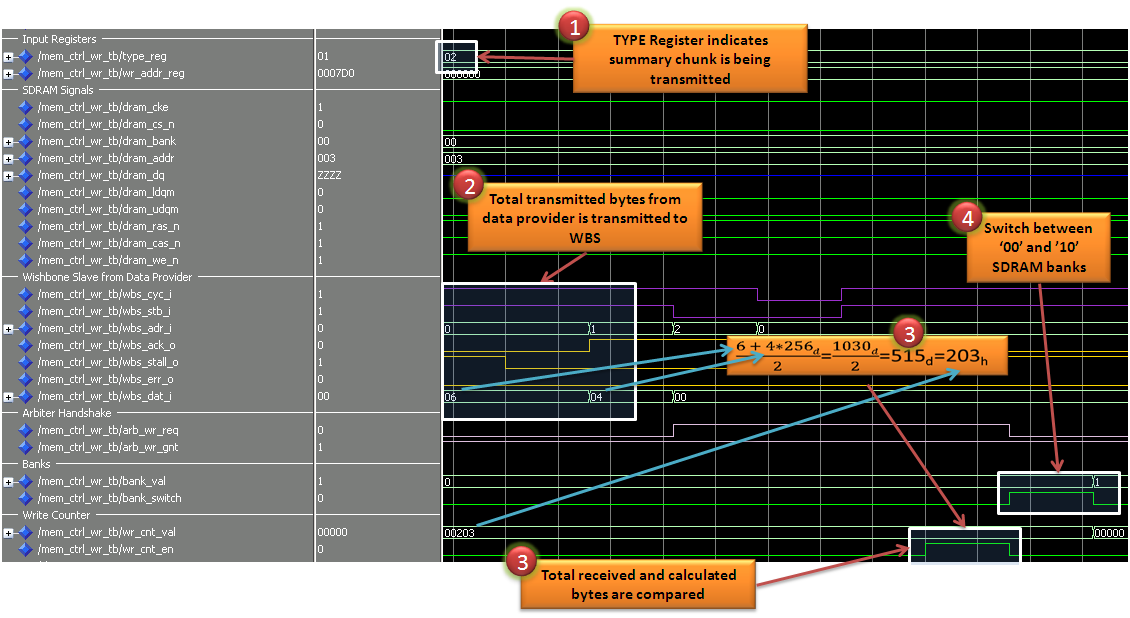 Input Registers
/mem_ctrl_wr_tb/type_reg 01 02
/mem_ctrl_wr_tb/wr_addr_reg 0007D0 000000
1
TYPE Register indicates
summary chunk is being
transmitted
SDRAM Signals
/mem_ctrl_wr_tb/dram_cke 1
/mem_ctrl_wr_tb/dram_cs_n 0
/mem_ctrl_wr_tb/dram_bank 00 00
/mem_ctrl_wr_tb/dram_addr 003 003
/mem_ctrl_wr_tb/dram_dq ZZZZ
/mem_ctrl_wr_tb/dram_ldqm 0
/mem_ctrl_wr_tb/dram_udqm 0
/mem_ctrl_wr_tb/dram_ras_n 1
/mem_ctrl_wr_tb/dram_cas_n 1
/mem_ctrl_wr_tb/dram_we_n 1
2
Total transmitted bytes from
data provider is transmitted to
WBS
4
Switch between
‘00’ and ’10’
SDRAM banks
Wishbone Slave from Data Provider
/mem_ctrl_wr_tb/wbs_cyc_i 1
/mem_ctrl_wr_tb/wbs_stb_i 1
/mem_ctrl_wr_tb/wbs_adr_i 0 0 1 2 0
/mem_ctrl_wr_tb/wbs_ack_o 0
/mem_ctrl_wr_tb/wbs_stall_o 1
/mem_ctrl_wr_tb/wbs_err_o 0
/mem_ctrl_wr_tb/wbs_dat_i 00 06 04 00
3
6 + 4*256d/2=1030d/2=515d=203h
Arbiter Handshake
/mem_ctrl_wr_tb/arb_wr_req 0
/mem_ctrl_wr_tb/arb_wr_gnt 1
Banks
/mem_ctrl_wr_tb/bank_val 1 0 1
/mem_ctrl_wr_tb/bank_switch 0
Write Counter
/mem_ctrl_wr_tb/wr_cnt_val 00000 00203 00000
/mem_ctrl_wr_tb/wr_cnt_en 0
3
Total received and calculated
bytes are compared